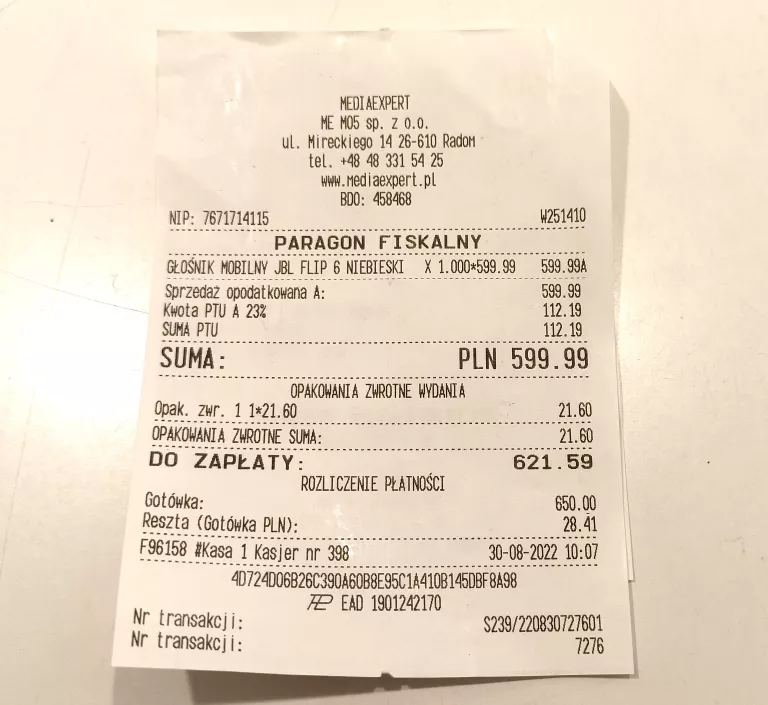 MEDIAEXPERT
ME M05 sp. z o.o.
ul. Mireckiego 14 26-610 Radom
tel. +48 48 331 54 25
www.mediaexpert.pl
BDO: 458468
NIP: 7671714115 W251410
PARAGON FISKALNY
GŁOŚNIK MOBILNY JBL FLIP 6 NIEBIESKI X 1.000*599.99 599.99A
Sprzedaż opodatkowana A: 599.99
Kwota PTU A 23% 112.19
SUMA PTU 112.19
SUMA: PLN 599.99
OPAKOWANIA ZWROTNE WYDANIA
Opak. zwr. 1 1*21.60 21.60
OPAKOWANIA ZWROTNE SUMA: 21.60
DO ZAPŁATY: 621.59
ROZLICZENIE PŁATNOŚCI
Gotówka: 650.00
Reszta (Gotówka PLN): 28.41
F96158 #Kasa 1 Kasjer nr 398 30-08-2022 10:07
4D724D06B26C390A60B8E95C1A410B145DBF8A98
EAD 1901242170
Nr transakcji: S239/220830727601
Nr transakcji: 7276